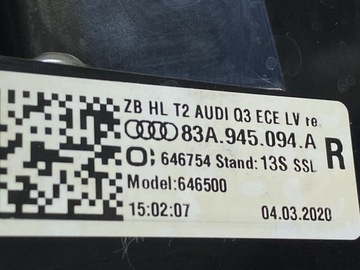 ZB HL T2 AUDI Q3 ECE LV re.
83A.945.094.A
R
646754 Stand: 13S SSL
Model:646500
15:02:07 04.03.2020